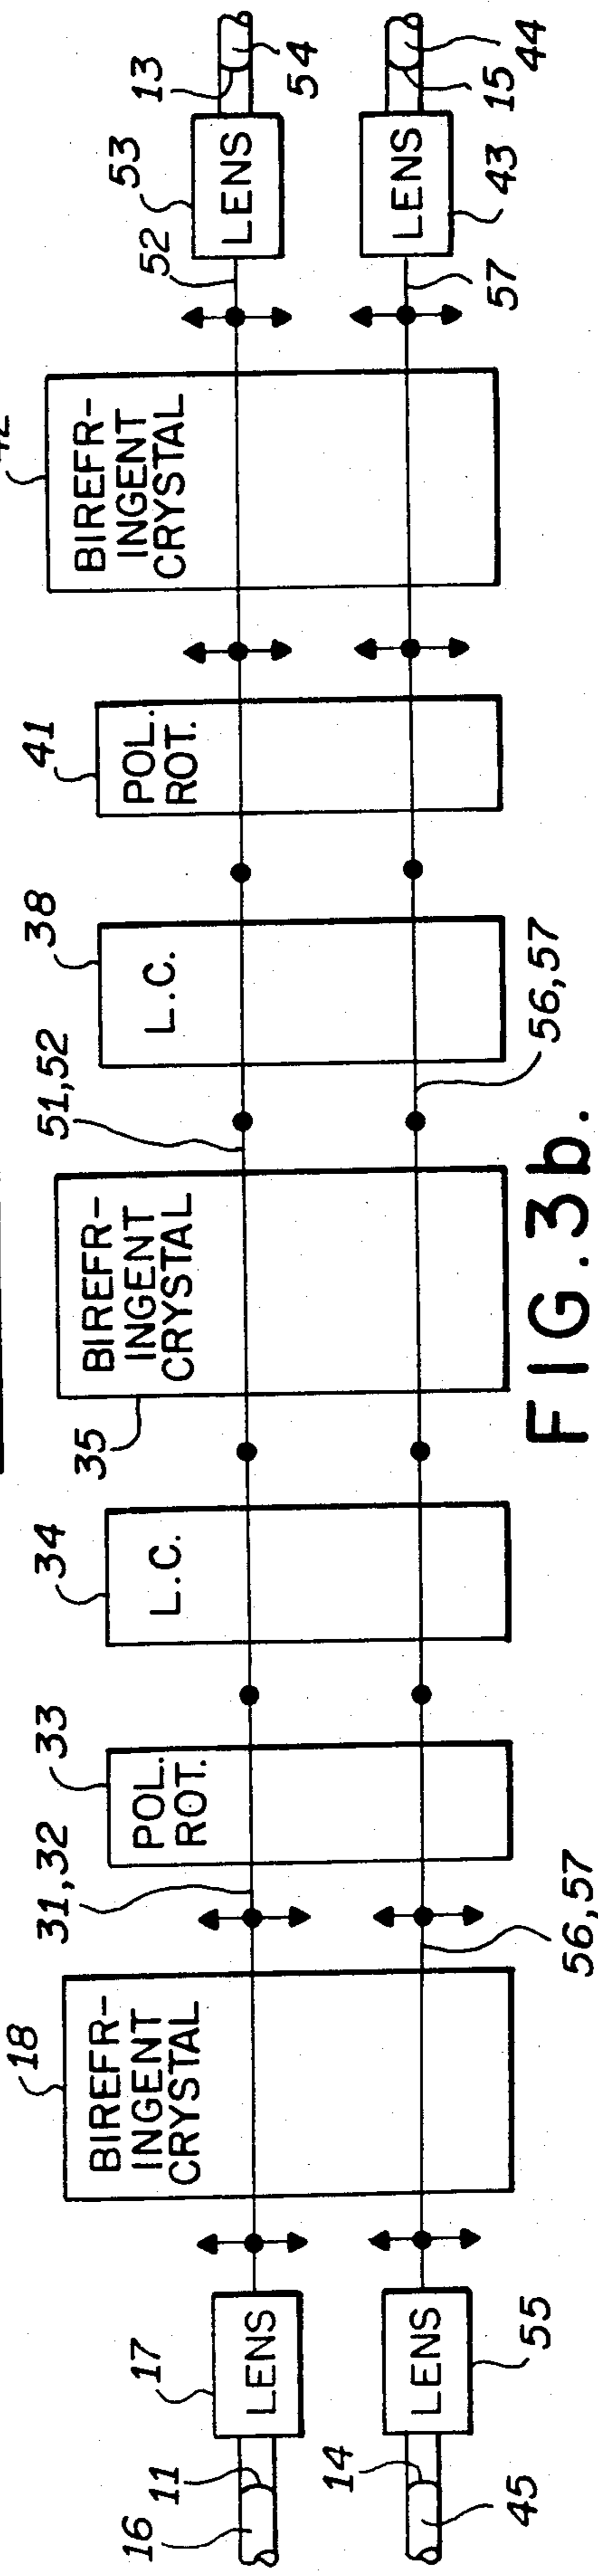 16
11
17
LENS
18
BIREFR-
INGENT
CRYSTAL
31,32
33
POL.
ROT.
34
L.C.
35
BIREFR-
INGENT
CRYSTAL
51,52
38
L.C.
41
POL.
ROT.
BIREFR-
INGENT
CRYSTAL
52
53
LENS
13
54
45
14
LENS
55
56,57
56,57
57
LENS
43
15
44
FIG.3b.